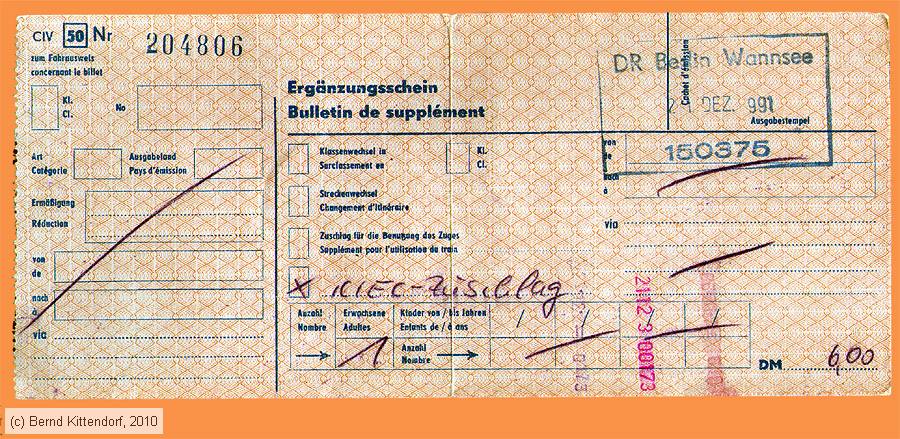 CIV 50 Nr 204806
zum Fahrausweis
concernant le billet
Kl.
Cl.
No
Art
Catégorie
Ausgabeland
Pays d'émission
Ermäßigung
Réduction
von
de
nach
à
via
Ergänzungsschein
Bulletin de supplément
Klassenwechsel in
Surclassement en
Kl.
Cl.
Streckenwechsel
Changement d'itinéraire
Zuschlag für die Benutzung des Zuges
Supplément pour l'utilisation du train
X IC/EC-Zuschlag
Anzahl
Nombre
Erwachsene
Adultes
Kinder von / bis Jahren
Enfants de / à ans
1
Anzahl
Nombre
DR Berlin Wannsee
Cachet d'émission
DEZ. 991
Ausgabestempel
150375
von
de
nach
à
via
DM 6,00
(c) Bernd Kittendorf, 2010